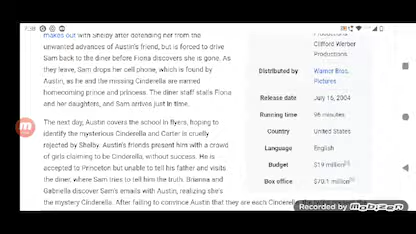 makes out with Shelby after defending her from the
unwanted advances of Austin's friend, but is forced to drive
Sam back to the diner before Fiona discovers she is gone. As
they leave, Sam drops her cell phone, which is found by
Austin, as he and the missing Cinderella are named
homecoming prince and princess. The diner staff stalls Fiona
and her daughters, and Sam arrives just in time.
The next day, Austin covers the school in flyers, hoping to
identify the mysterious Cinderella and Carter is cruelly
rejected by Shelby. Austin's friends present him with a crowd
of girls claiming to be Cinderella, without success. He is
accepted to Princeton but unable to tell his father and visits
the diner, where Sam tries to tell him the truth. Brianna and
Gabriella discover Sam's emails with Austin, realizing she's
the mystery Cinderella. After failing to convince Austin that they are each Cinderella, the
Productions
Clifford Werber
Productions
Distributed by Warner Bros.
Pictures
Release date July 16, 2004
Running time 95 minutes
Country United States
Language English
Budget $19 million
Box office $70.1 million
Recorded by Mobizen